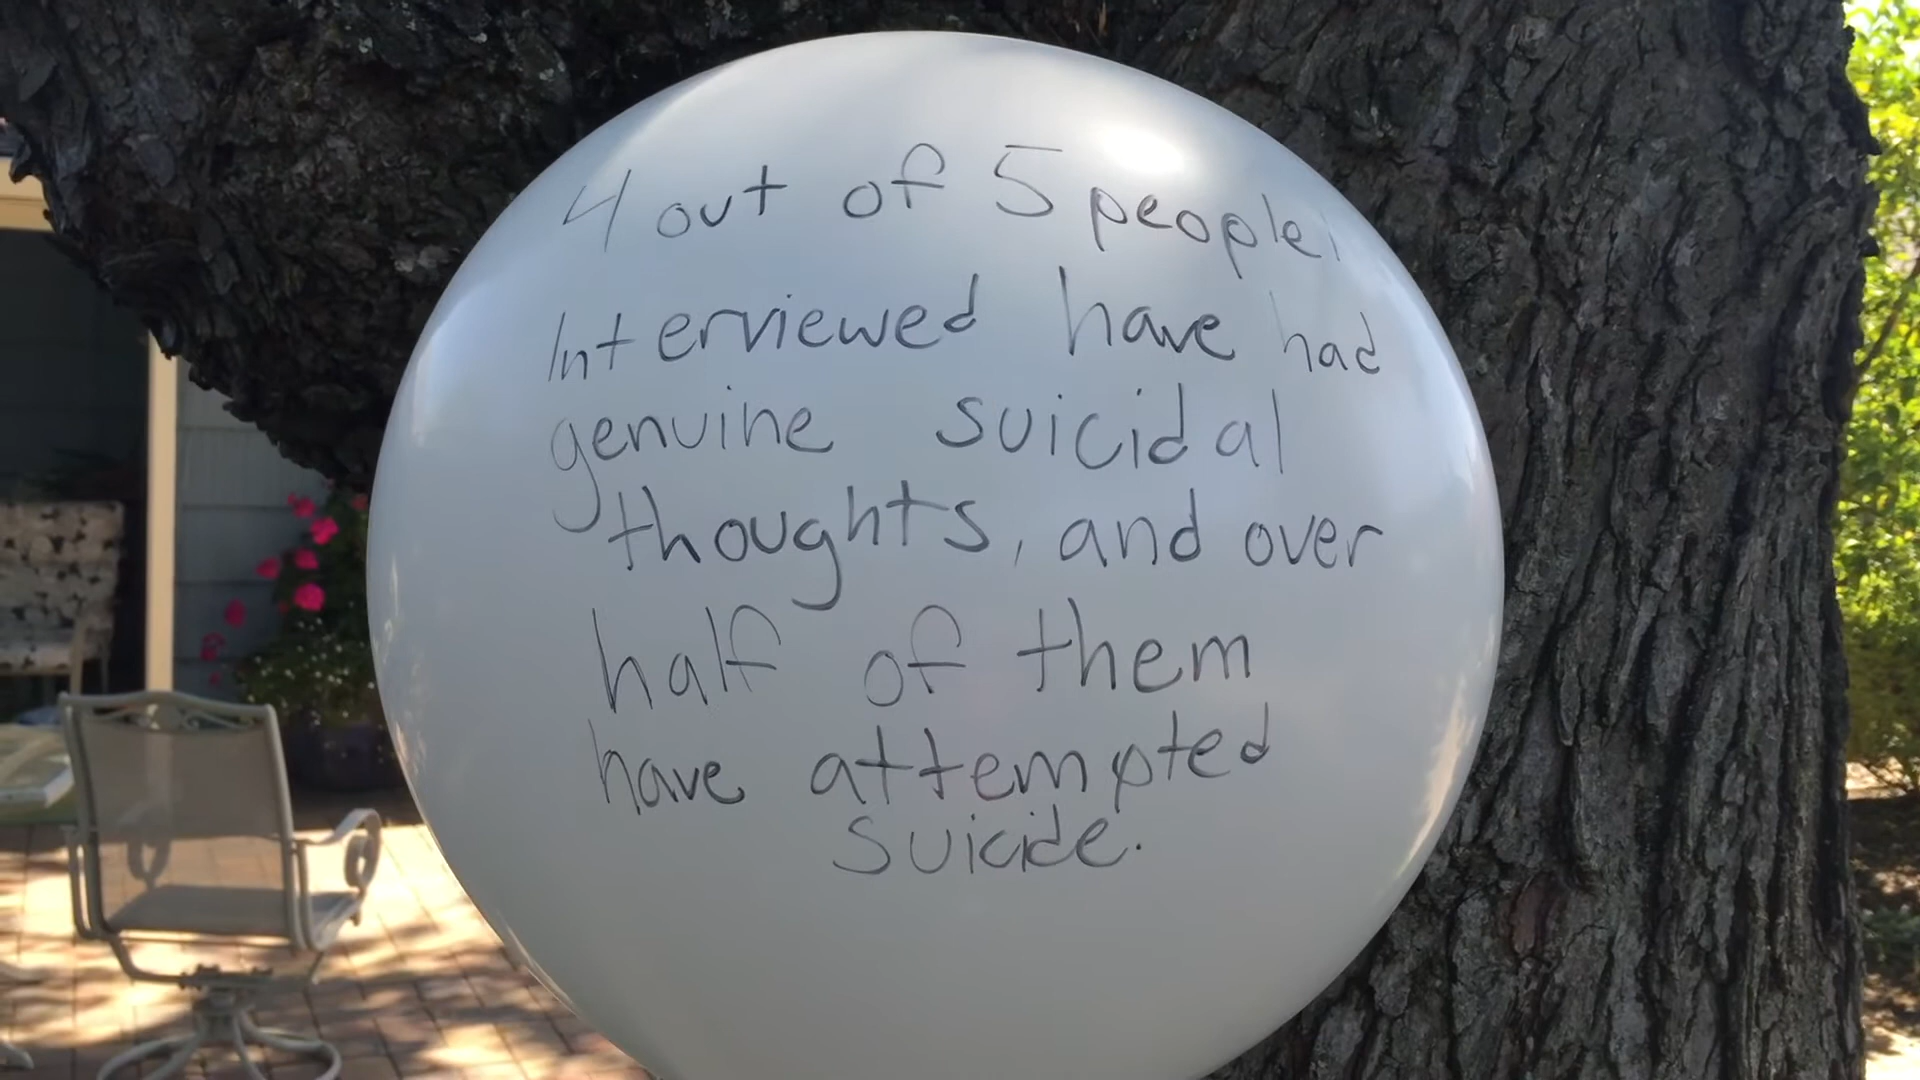 4 out of 5 people
Interviewed have had
genuine suicidal
thoughts, and over
half of them
have attempted
suicide.